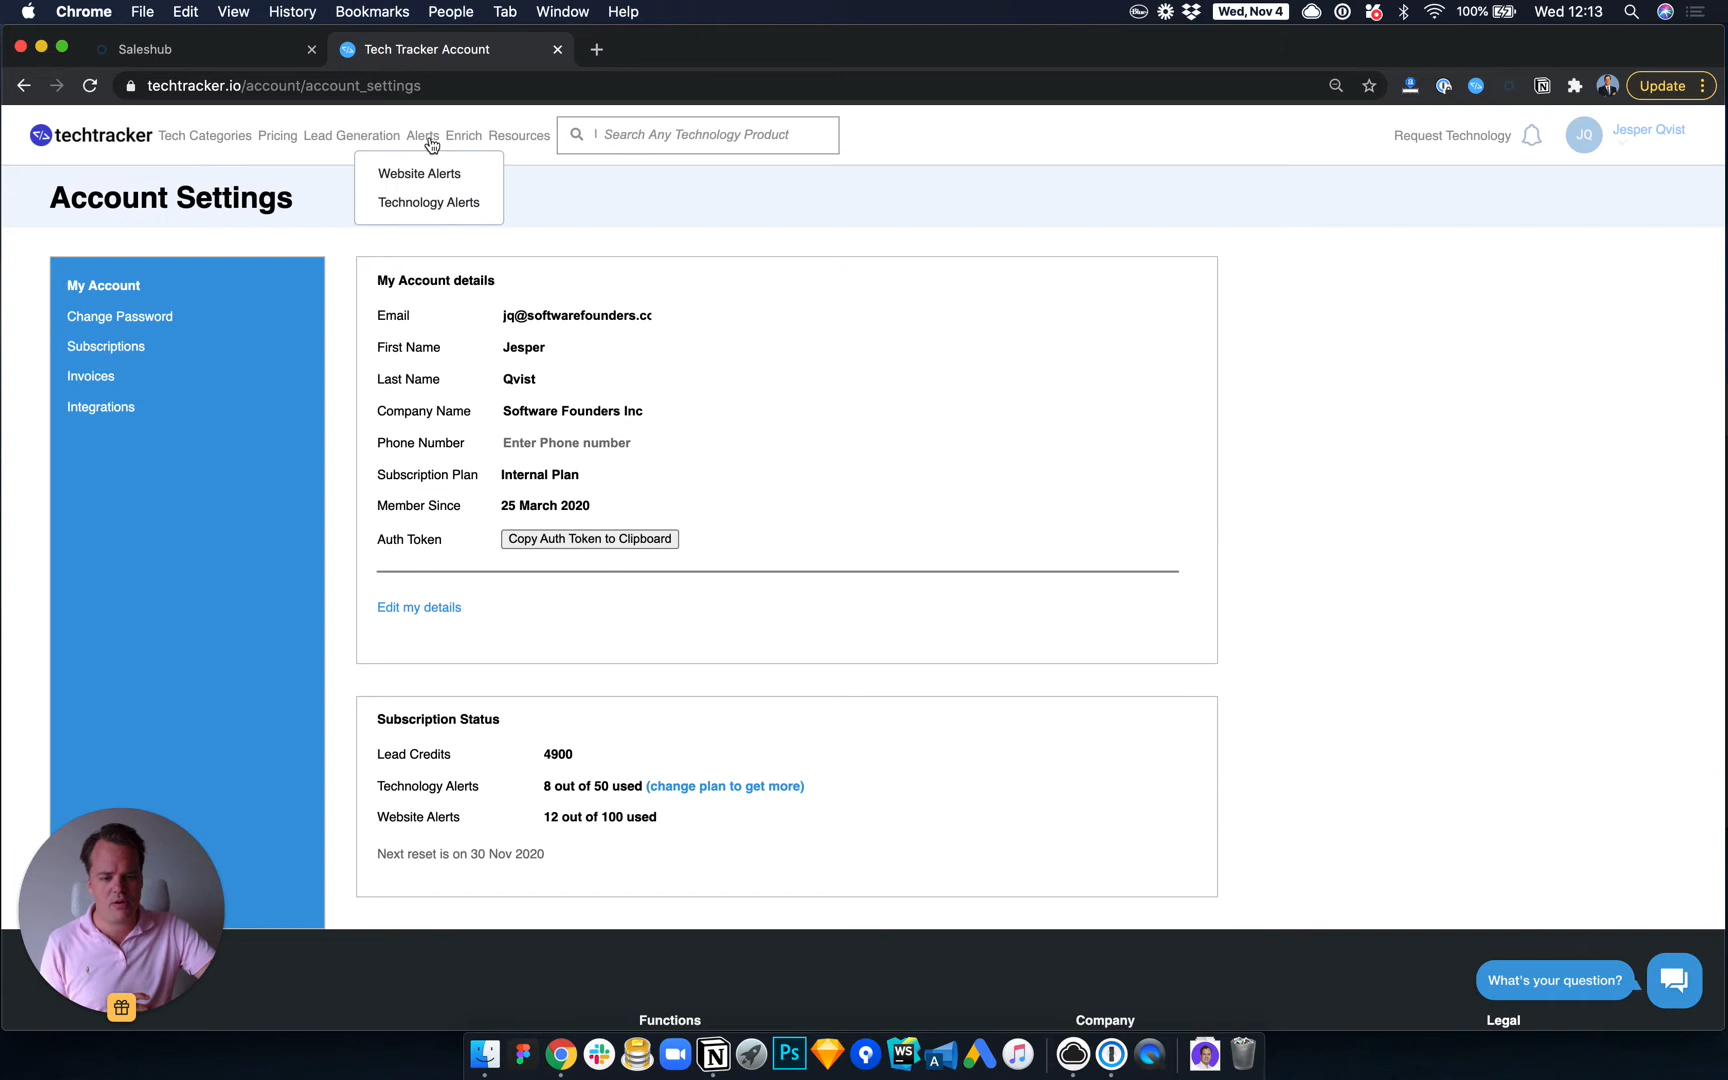 Chrome File Edit View History Bookmarks People Tab Window Help Wed, Nov 4 100% Wed 12:13
Saleshub Tech Tracker Account
techtracker.io/account/account_settings Update
techtracker Tech Categories Pricing Lead Generation Alerts Enrich Resources Search Any Technology Product Request Technology JQ Jesper Qvist
Website Alerts
Technology Alerts
Account Settings
My Account
Change Password
Subscriptions
Invoices
Integrations
My Account details
Email jq@softwarefounders.cc
First Name Jesper
Last Name Qvist
Company Name Software Founders Inc
Phone Number Enter Phone number
Subscription Plan Internal Plan
Member Since 25 March 2020
Auth Token Copy Auth Token to Clipboard
Edit my details
Subscription Status
Lead Credits 4900
Technology Alerts 8 out of 50 used (change plan to get more)
Website Alerts 12 out of 100 used
Next reset is on 30 Nov 2020
What's your question?
Functions Company Legal
Ps WS